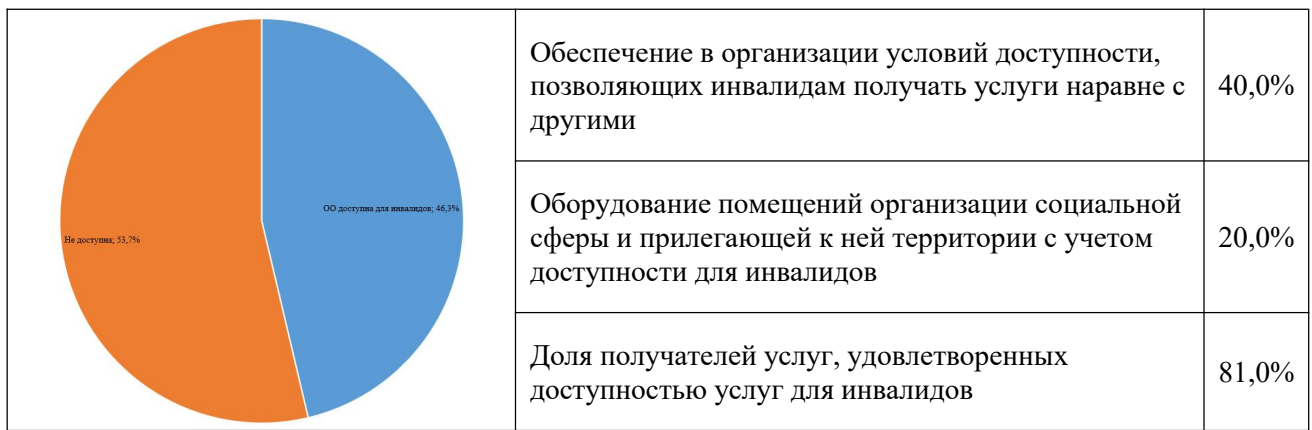 ОО доступна для инвалидов; 46,3%
Не доступна; 53,7%
Обеспечение в организации условий доступности,
позволяющих инвалидам получать услуги наравне с
другими
40,0%
Оборудование помещений организации социальной
сферы и прилегающей к ней территории с учетом
доступности для инвалидов
20,0%
Доля получателей услуг, удовлетворенных
доступностью услуг для инвалидов
81,0%